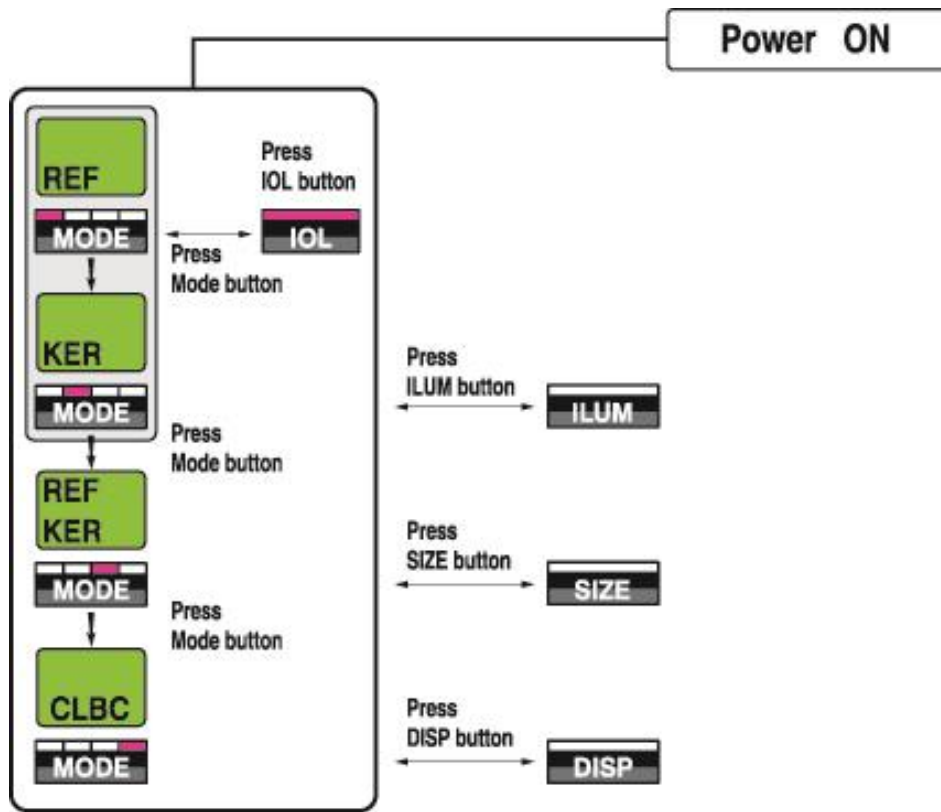 Power ON
REF
MODE
Press
IOL button
IOL
Press
Mode button
KER
MODE
Press
ILUM button
ILUM
Press
Mode button
REF
KER
MODE
Press
SIZE button
SIZE
Press
Mode button
CLBC
MODE
Press
DISP button
DISP